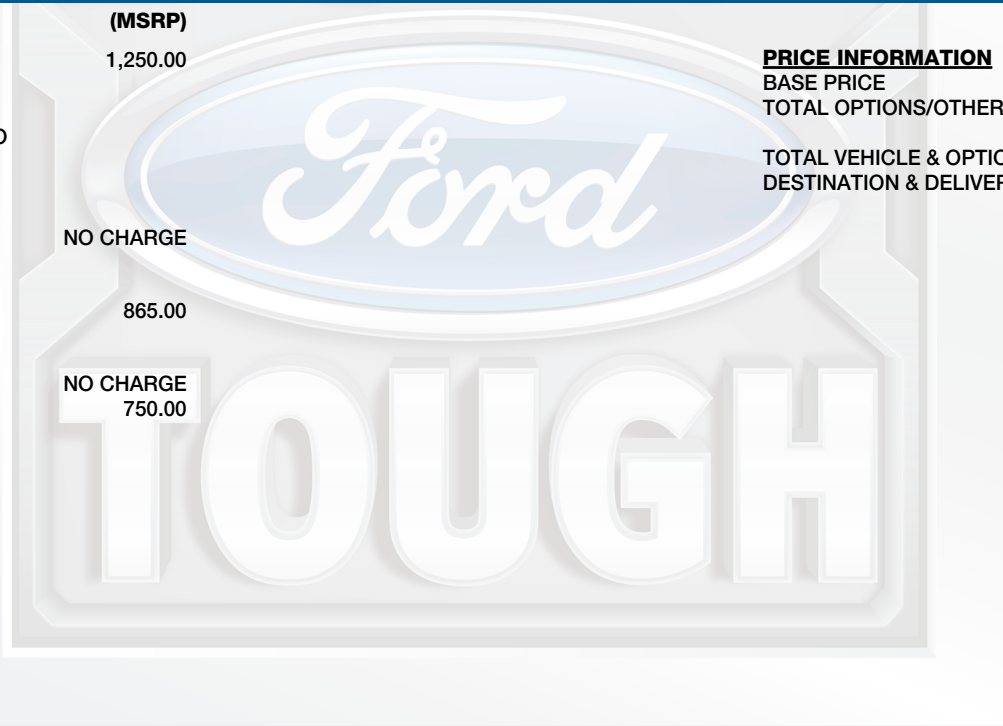 (MSRP)
1,250.00
NO CHARGE
865.00
NO CHARGE
750.00
PRICE INFORMATION
BASE PRICE
TOTAL OPTIONS/OTHER
TOTAL VEHICLE & OPTIO
DESTINATION & DELIVER
Ford
TOUGH